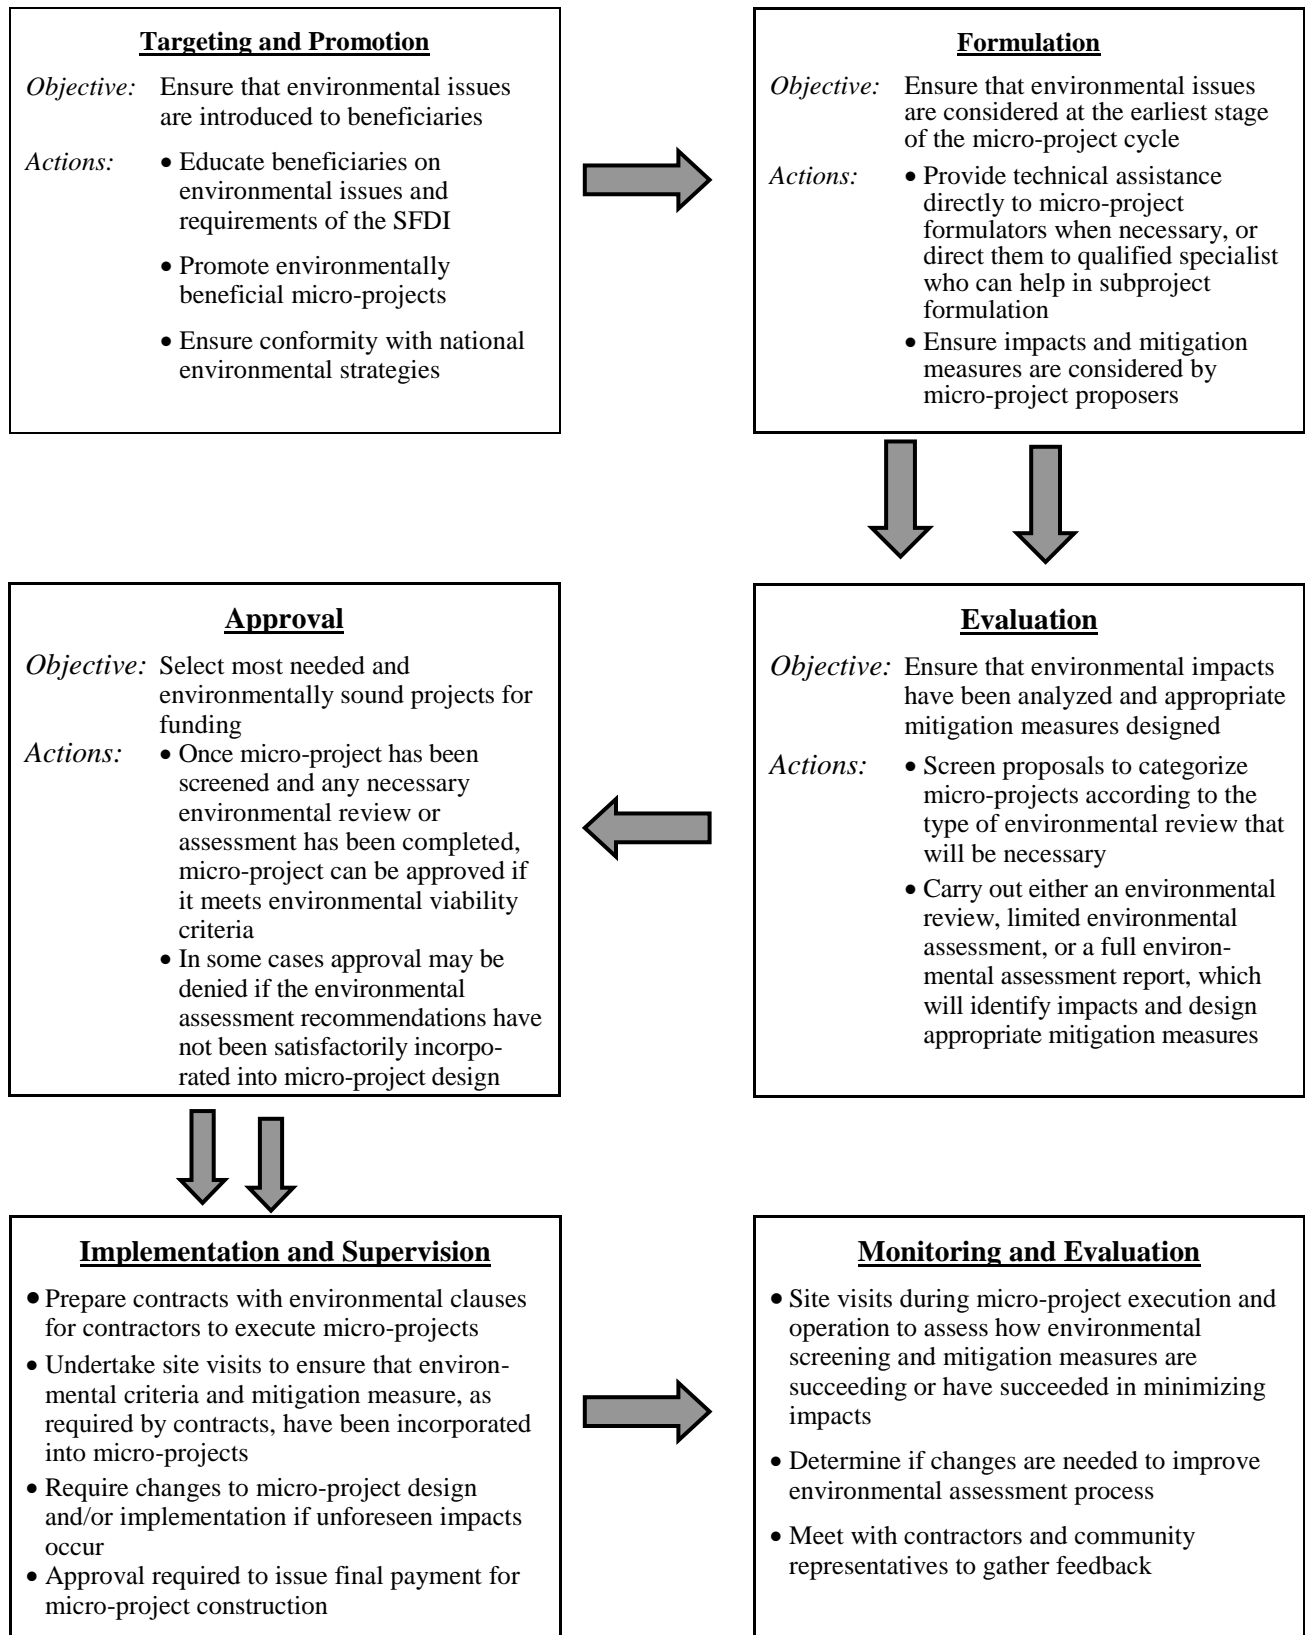 Targeting and Promotion
Objective: Ensure that environmental issues
are introduced to beneficiaries
Actions: • Educate beneficiaries on
environmental issues and
requirements of the SFDI
• Promote environmentally
beneficial micro-projects
• Ensure conformity with national
environmental strategies
Formulation
Objective: Ensure that environmental issues
are considered at the earliest stage
of the micro-project cycle
Actions: • Provide technical assistance
directly to micro-project
formulators when necessary, or
direct them to qualified specialist
who can help in subproject
formulation
• Ensure impacts and mitigation
measures are considered by
micro-project proposers
Evaluation
Objective: Ensure that environmental impacts
have been analyzed and appropriate
mitigation measures designed
Actions: • Screen proposals to categorize
micro-projects according to the
type of environmental review that
will be necessary
• Carry out either an environmental
review, limited environmental
assessment, or a full environ-
mental assessment report, which
will identify impacts and design
appropriate mitigation measures
Approval
Objective: Select most needed and
environmentally sound projects for
funding
Actions: • Once micro-project has been
screened and any necessary
environmental review or
assessment has been completed,
micro-project can be approved if
it meets environmental viability
criteria
• In some cases approval may be
denied if the environmental
assessment recommendations have
not been satisfactorily incorpo-
rated into micro-project design
Implementation and Supervision
• Prepare contracts with environmental clauses
for contractors to execute micro-projects
• Undertake site visits to ensure that environ-
mental criteria and mitigation measure, as
required by contracts, have been incorporated
into micro-projects
• Require changes to micro-project design
and/or implementation if unforeseen impacts
occur
• Approval required to issue final payment for
micro-project construction
Monitoring and Evaluation
• Site visits during micro-project execution and
operation to assess how environmental
screening and mitigation measures are
succeeding or have succeeded in minimizing
impacts
• Determine if changes are needed to improve
environmental assessment process
• Meet with contractors and community
representatives to gather feedback